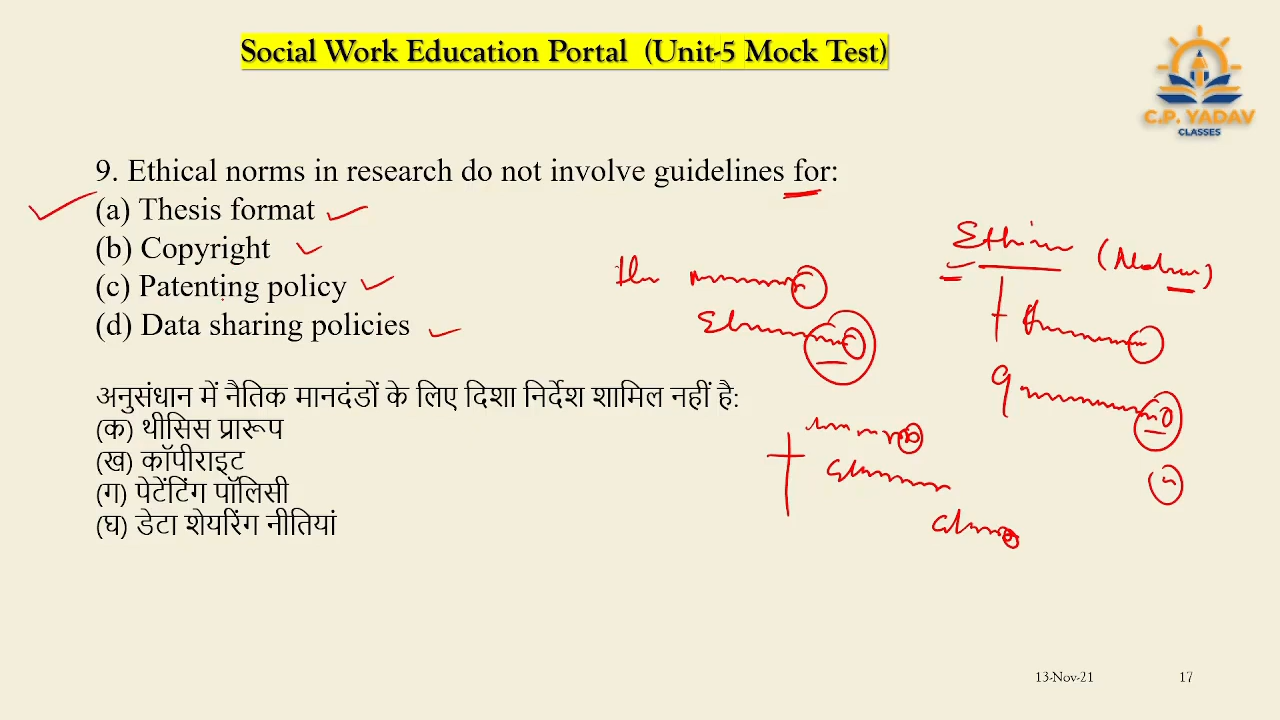 Social Work Education Portal (Unit-5 Mock Test)
C.P. YADAV
CLASSES
9. Ethical norms in research do not involve guidelines for:
(a) Thesis format
(b) Copyright
(c) Patenting policy
(d) Data sharing policies
अनुसंधान में नैतिक मानदंडों के लिए दिशा निर्देश शामिल नहीं है:
(क) थीसिस प्रारूप
(ख) कॉपीराइट
(ग) पेटेंटिंग पॉलिसी
(घ) डेटा शेयरिंग नीतियां
13-Nov-21 17